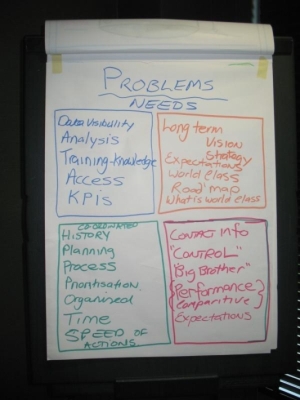 PROBLEMS
NEEDS
Data Visibility
Analysis
Training-knowledge
Access
KPIs
Long term
Vision
Strategy
Expectations
World class
Road map
What is world class
CO-ORDINATED
HISTORY
Planning
Process
Prioritisation
Organised
Time
SPEED OF
ACTIONS
CONTACT info
"CONTROL"
"Big Brother"
{Performance}
{Comparitive}
Expectations